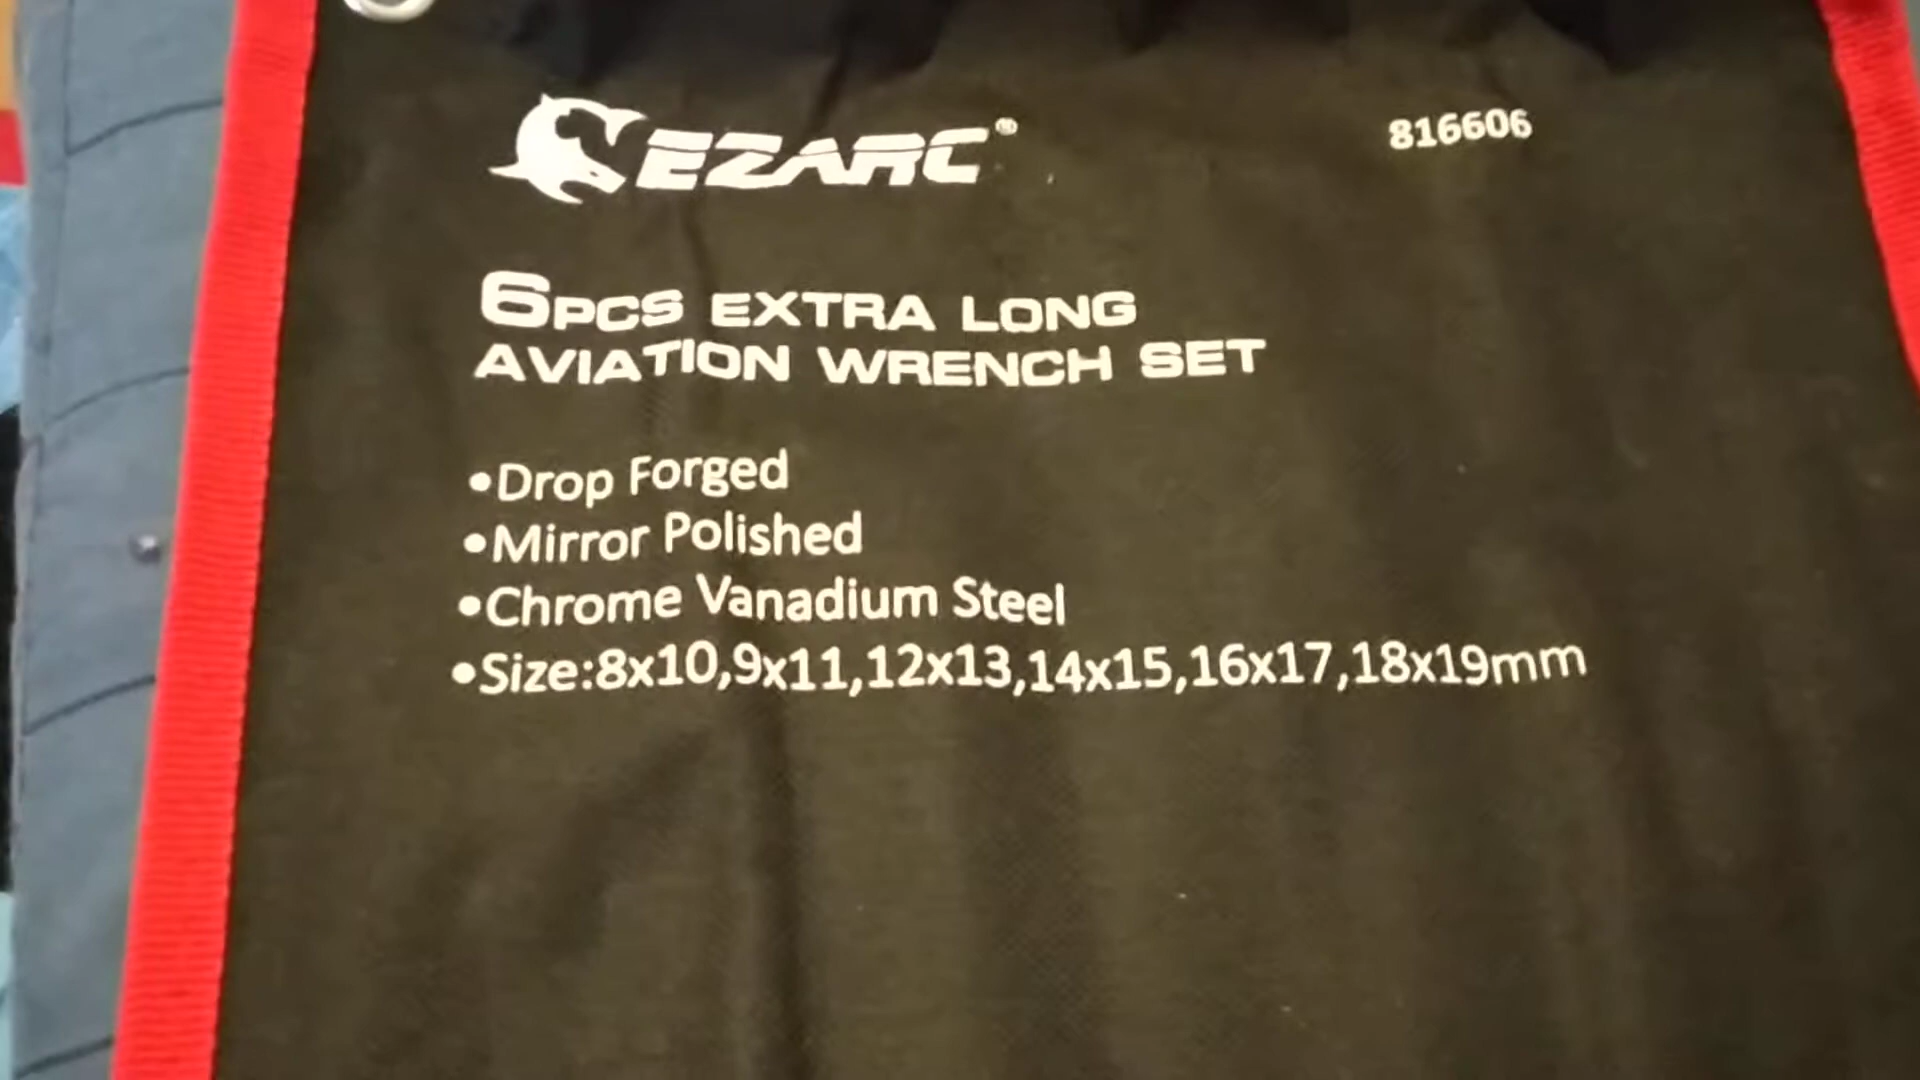 EZARC®
816606
6PCS EXTRA LONG
AVIATION WRENCH SET
•Drop Forged
•Mirror Polished
•Chrome Vanadium Steel
•Size:8x10,9x11,12x13,14x15,16x17,18x19mm